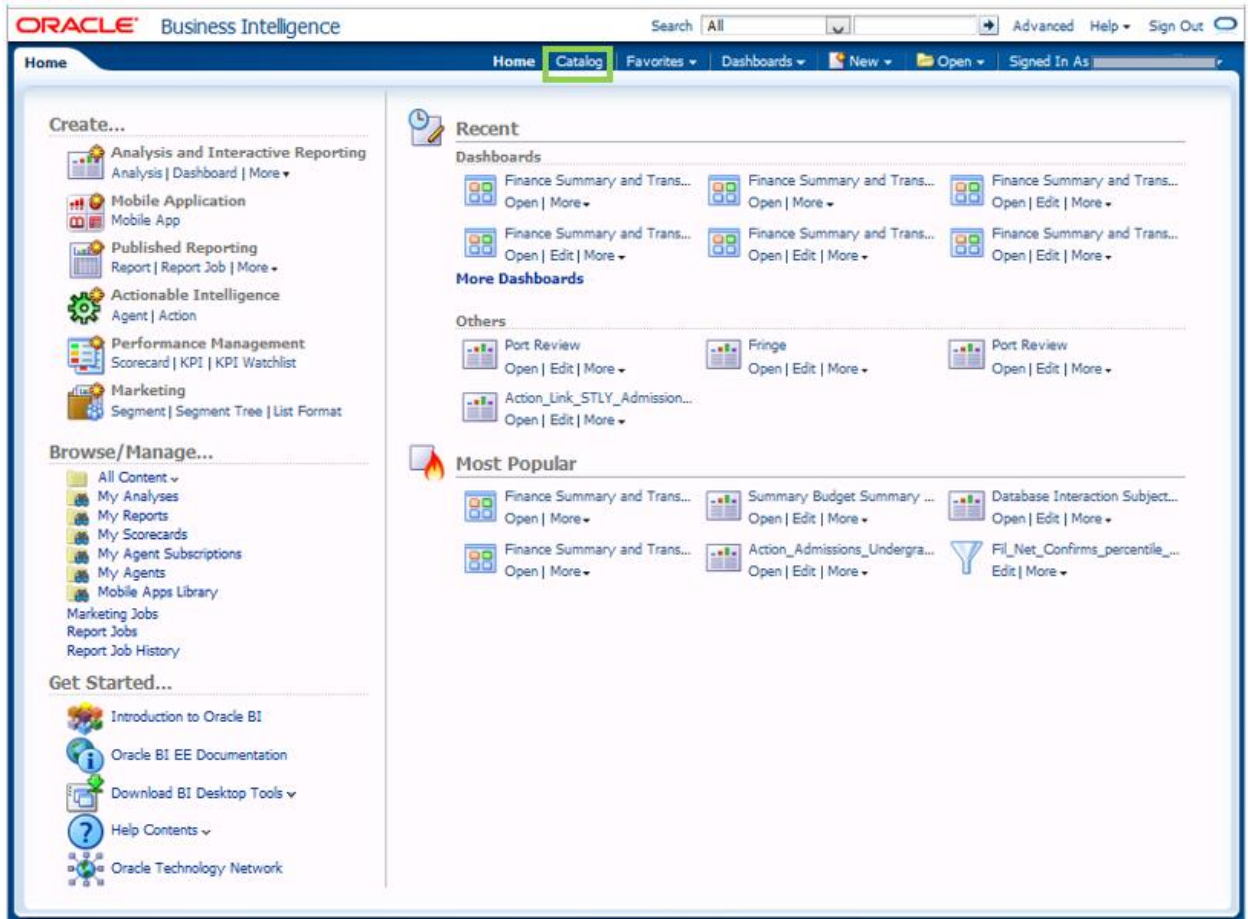 ORACLE Business Intelligence
Search All Advanced Help Sign Out
Home
Home Catalog Favorites Dashboards New Open Signed In As
Create...
Analysis and Interactive Reporting
Analysis | Dashboard | More
Mobile Application
Mobile App
Published Reporting
Report | Report Job | More
Actionable Intelligence
Agent | Action
Performance Management
Scorecard | KPI | KPI Watchlist
Marketing
Segment | Segment Tree | List Format
Browse/Manage...
All Content
My Analyses
My Reports
My Scorecards
My Agent Subscriptions
My Agents
Mobile Apps Library
Marketing Jobs
Report Jobs
Report Job History
Get Started...
Introduction to Oracle BI
Oracle BI EE Documentation
Download BI Desktop Tools
Help Contents
Oracle Technology Network
Recent
Dashboards
Finance Summary and Trans... Finance Summary and Trans... Finance Summary and Trans...
Open | More Open | More Open | Edit | More
Finance Summary and Trans... Finance Summary and Trans... Finance Summary and Trans...
Open | Edit | More Open | Edit | More Open | Edit | More
More Dashboards
Others
Port Review Fringe Port Review
Open | Edit | More Open | Edit | More Open | Edit | More
Action_Link_STLY_Admission...
Open | Edit | More
Most Popular
Finance Summary and Trans... Summary Budget Summary ... Database Interaction Subject...
Open | More Open | Edit | More Open | Edit | More
Finance Summary and Trans... Action_Admissions_Undergra... Fil_Net_Confirms_percentile_...
Open | More Open | Edit | More Edit | More